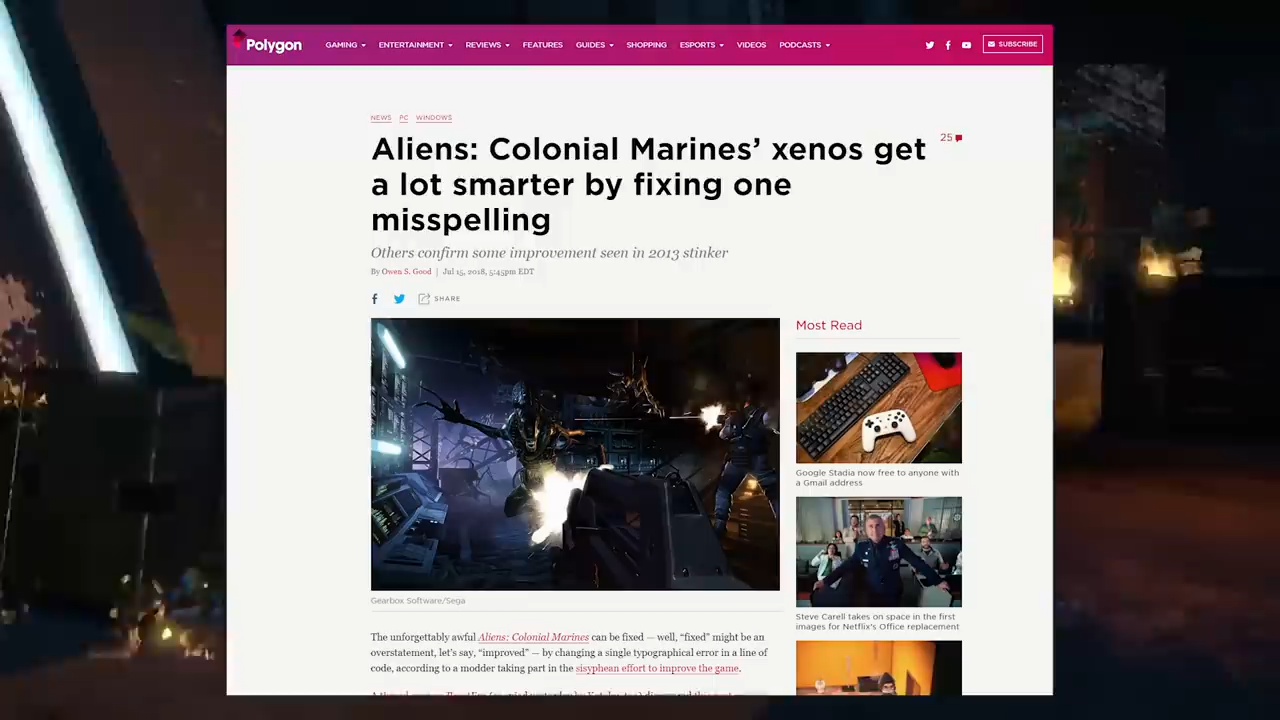 Polygon
GAMING ENTERTAINMENT REVIEWS FEATURES GUIDES SHOPPING ESPORTS VIDEOS PODCASTS SUBSCRIBE
NEWS PC WINDOWS
Aliens: Colonial Marines’ xenos get
a lot smarter by fixing one
misspelling
25
Others confirm some improvement seen in 2013 stinker
By Owen S. Good | Jul 15, 2018, 5:45pm EDT
SHARE
Gearbox Software/Sega
The unforgettably awful Aliens: Colonial Marines can be fixed — well, “fixed” might be an
overstatement, let’s say, “improved” — by changing a single typographical error in a line of
code, according to a modder taking part in the sisyphean effort to improve the game.
Most Read
Google Stadia now free to anyone with
a Gmail address
Steve Carell takes on space in the first
images for Netflix’s Office replacement